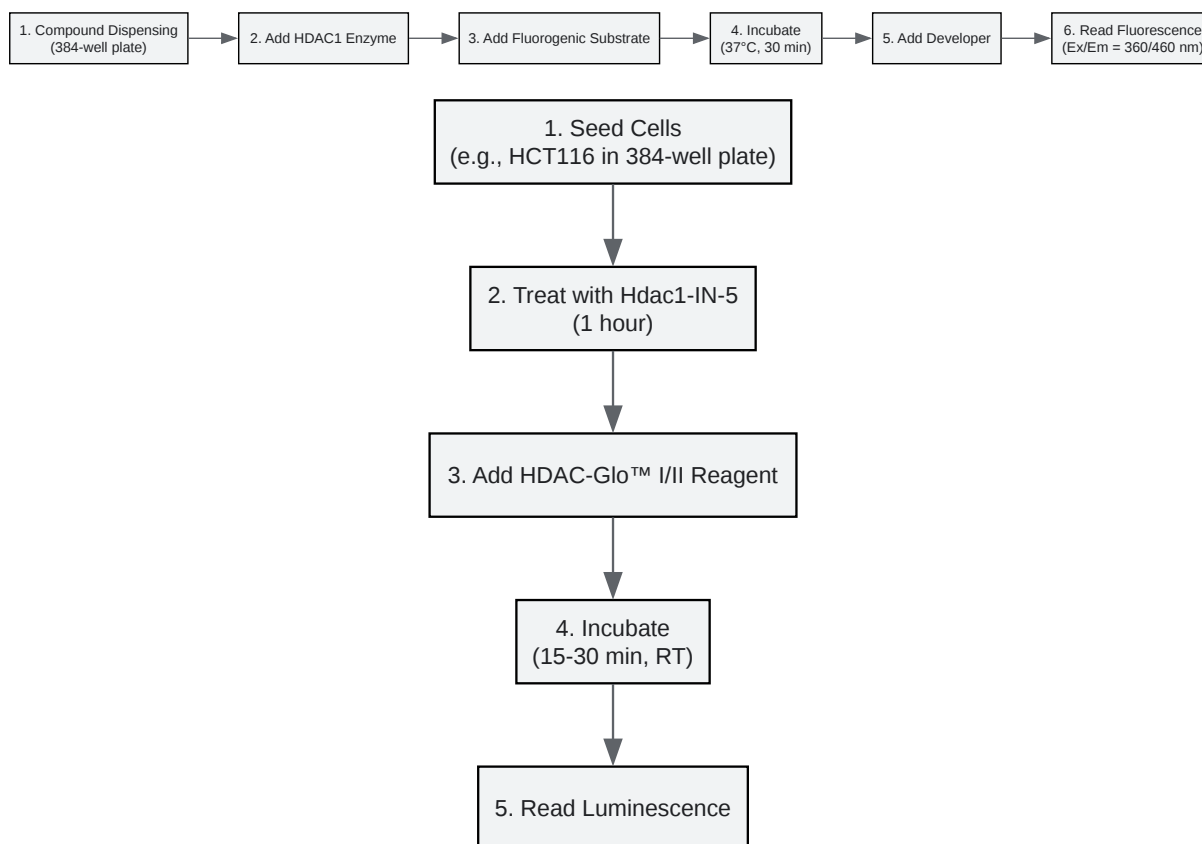 1. Compound Dispensing
(384-well plate)
2. Add HDAC1 Enzyme
3. Add Fluorogenic Substrate
4. Incubate
(37°C, 30 min)
5. Add Developer
6. Read Fluorescence
(Ex/Em = 360/460 nm)
1. Seed Cells
(e.g., HCT116 in 384-well plate)
2. Treat with Hdac1-IN-5
(1 hour)
3. Add HDAC-Glo™ I/II Reagent
4. Incubate
(15-30 min, RT)
5. Read Luminescence